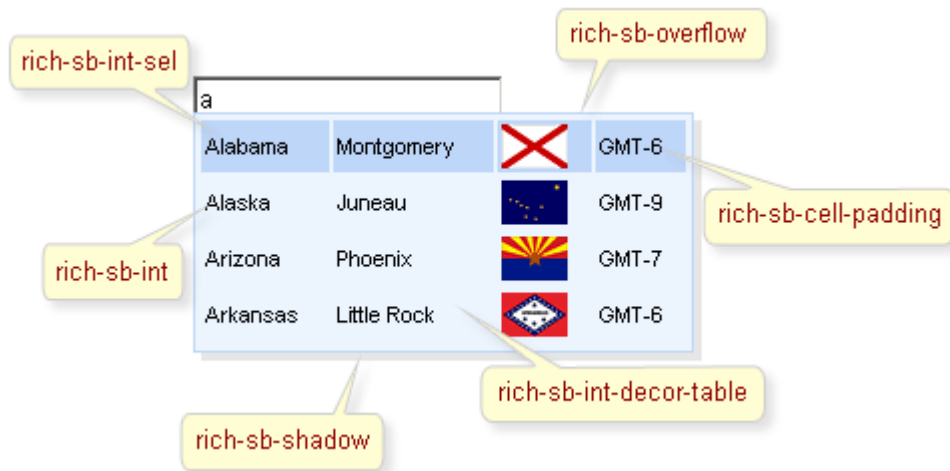 rich-sb-overflow
rich-sb-int-sel
a
Alabama Montgomery GMT-6
Alaska Juneau GMT-9
rich-sb-cell-padding
rich-sb-int
Arizona Phoenix GMT-7
Arkansas Little Rock GMT-6
rich-sb-int-decor-table
rich-sb-shadow